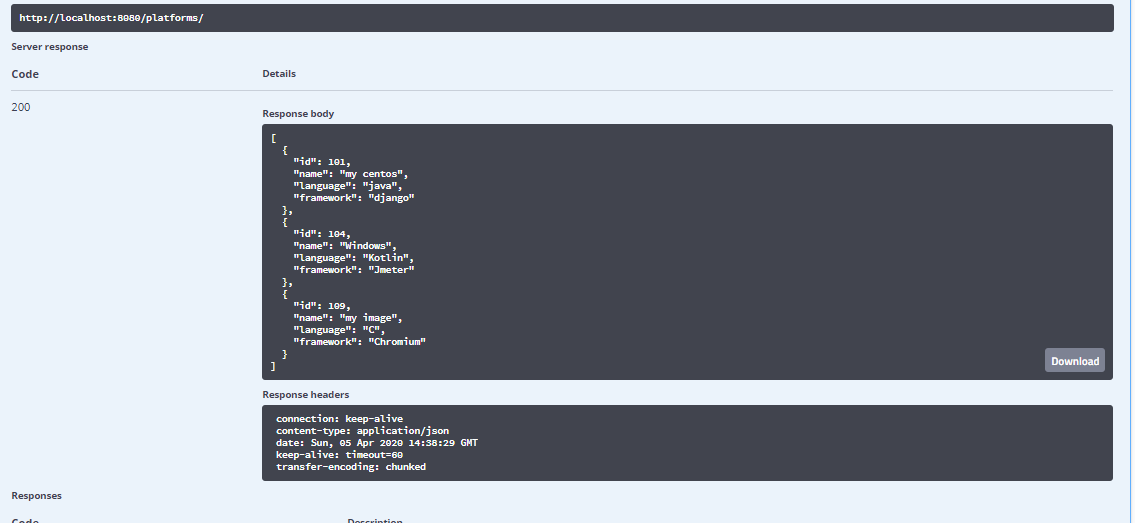 http://localhost:8080/platforms/
Server response
Code Details
200
Response body
[
  {
    "id": 101,
    "name": "my centos",
    "language": "java",
    "framework": "django"
  },
  {
    "id": 104,
    "name": "Windows",
    "language": "Kotlin",
    "framework": "Jmeter"
  },
  {
    "id": 109,
    "name": "my image",
    "language": "C",
    "framework": "Chromium"
  }
]
Download
Response headers
connection: keep-alive
content-type: application/json
date: Sun, 05 Apr 2020 14:38:29 GMT
keep-alive: timeout=60
transfer-encoding: chunked
Responses
Code Description